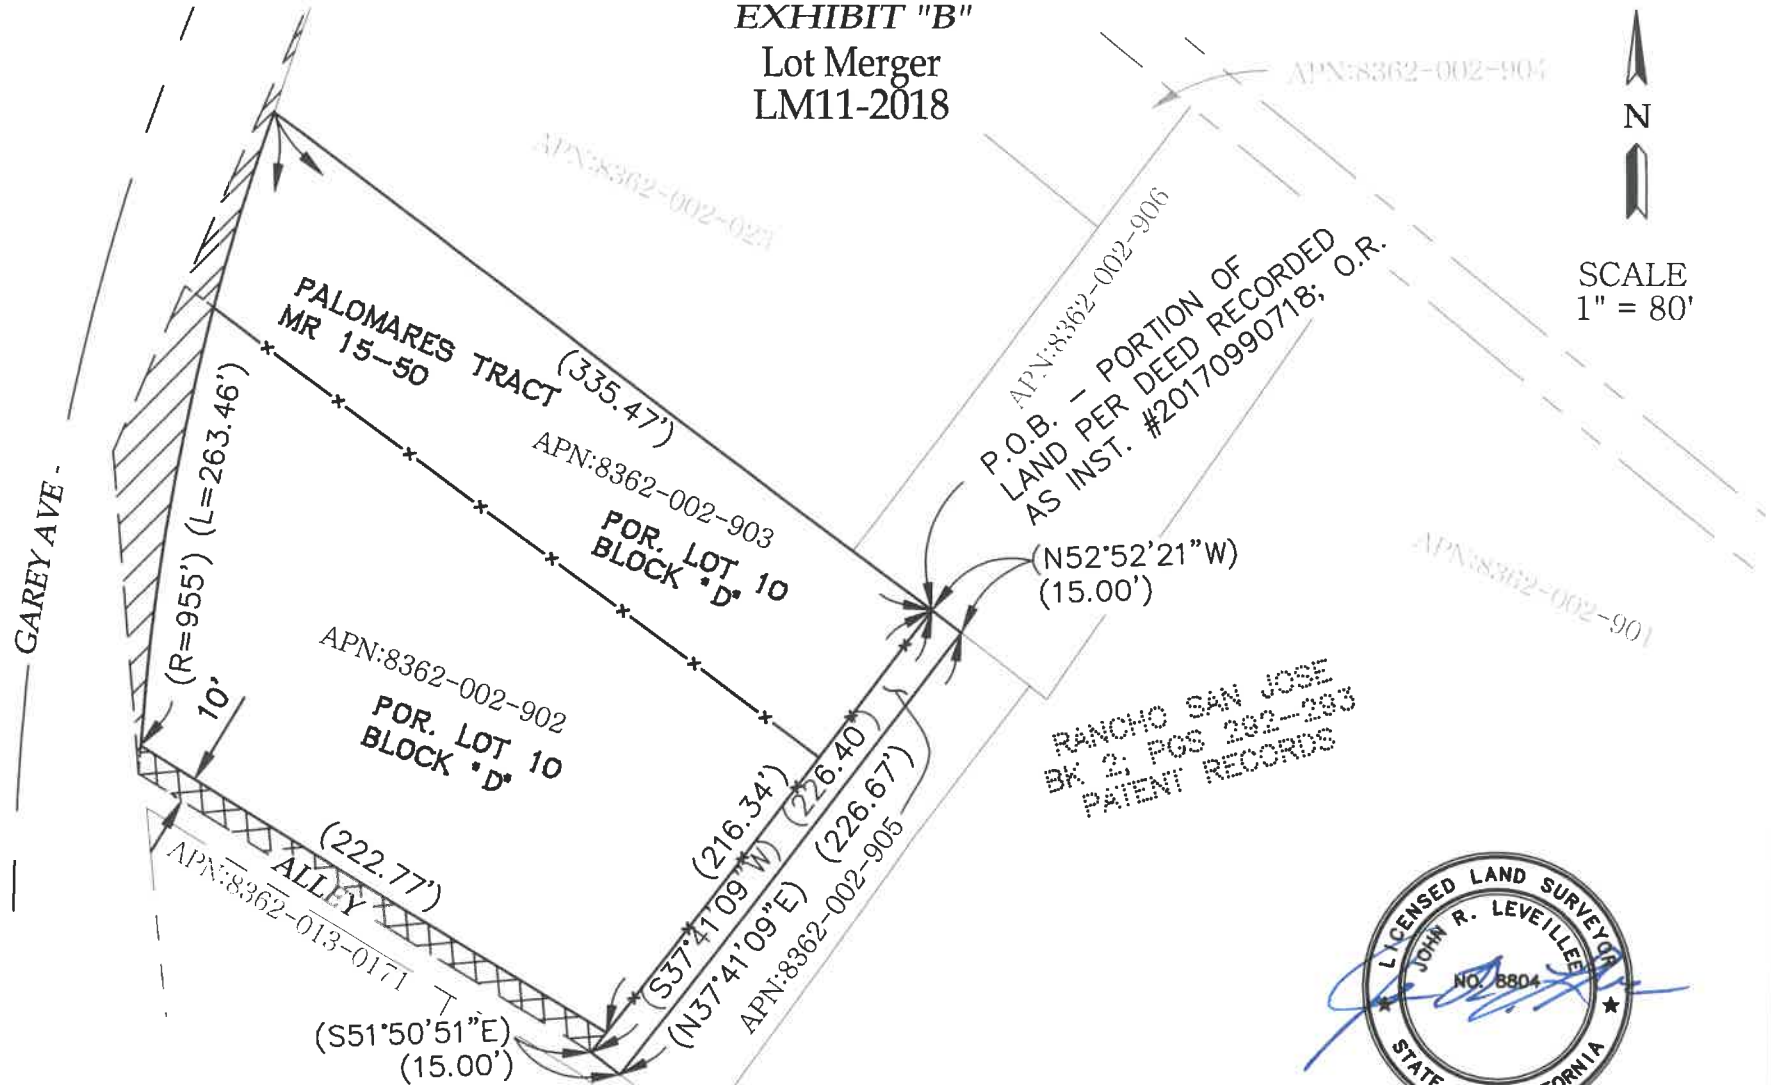 EXHIBIT "B"
Lot Merger
LM11-2018
APN:8362-002-904
N
SCALE
1" = 80'
APN:8362-002-023
APN:8362-002-906
P.O.B. – PORTION OF
LAND PER DEED RECORDED
AS INST. #20170990718; O.R.
PALOMARES TRACT
MR 15–50
(335.47')
APN:8362-002-903
POR. LOT 10
BLOCK "D"
(N52°52'21"W)
(15.00')
APN:8362-002-901
GAREY AVE -
(R=955') (L=263.46')
10'
APN:8362-002-902
POR. LOT 10
BLOCK "D"
RANCHO SAN JOSE
BK 2; PGS 292–293
PATENT RECORDS
(216.34')
(226.40')
(S37°41'09"W)
(226.67')
(N37°41'09"E)
APN:8362-002-905
(222.77')
ALLEY
APN:8362-013-0171
(S51°50'51"E)
(15.00')
LICENSED LAND SURVEYOR
JOHN R. LEVEILLEE
NO. 8804
STATE